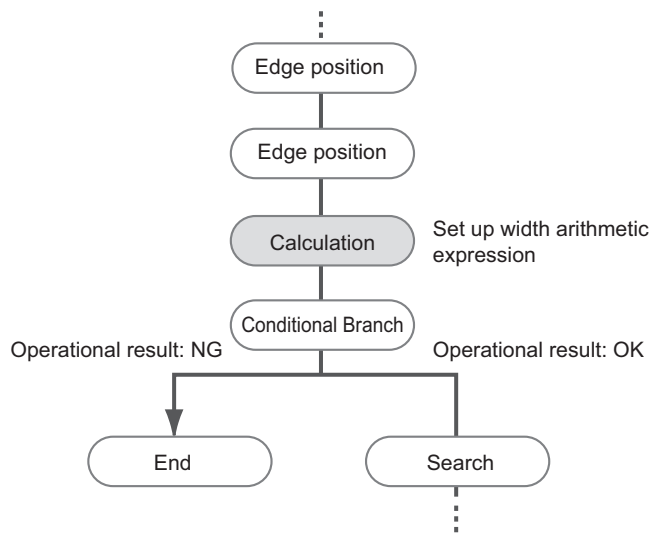 Edge position
Edge position
Calculation
Set up width arithmetic
expression
Conditional Branch
Operational result: NG
Operational result: OK
End
Search